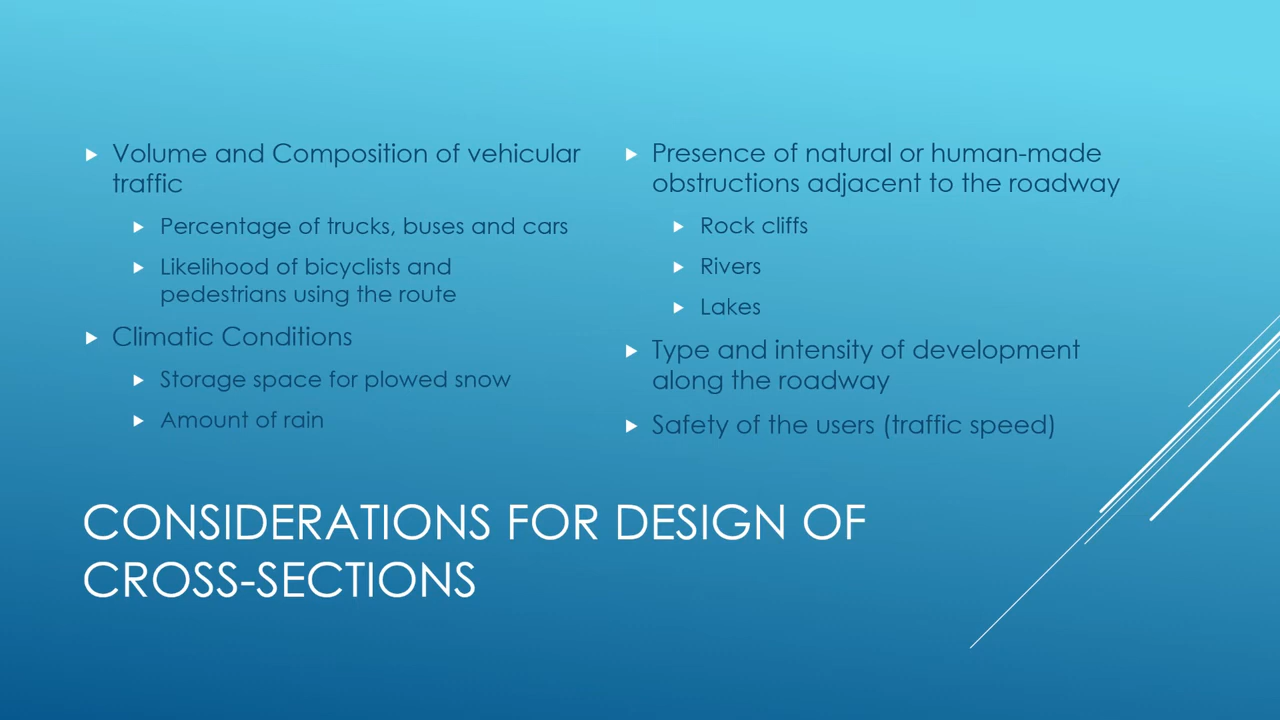 Volume and Composition of vehicular
traffic
Percentage of trucks, buses and cars
Likelihood of bicyclists and
pedestrians using the route
Climatic Conditions
Storage space for plowed snow
Amount of rain
Presence of natural or human-made
obstructions adjacent to the roadway
Rock cliffs
Rivers
Lakes
Type and intensity of development
along the roadway
Safety of the users (traffic speed)
CONSIDERATIONS FOR DESIGN OF
CROSS-SECTIONS